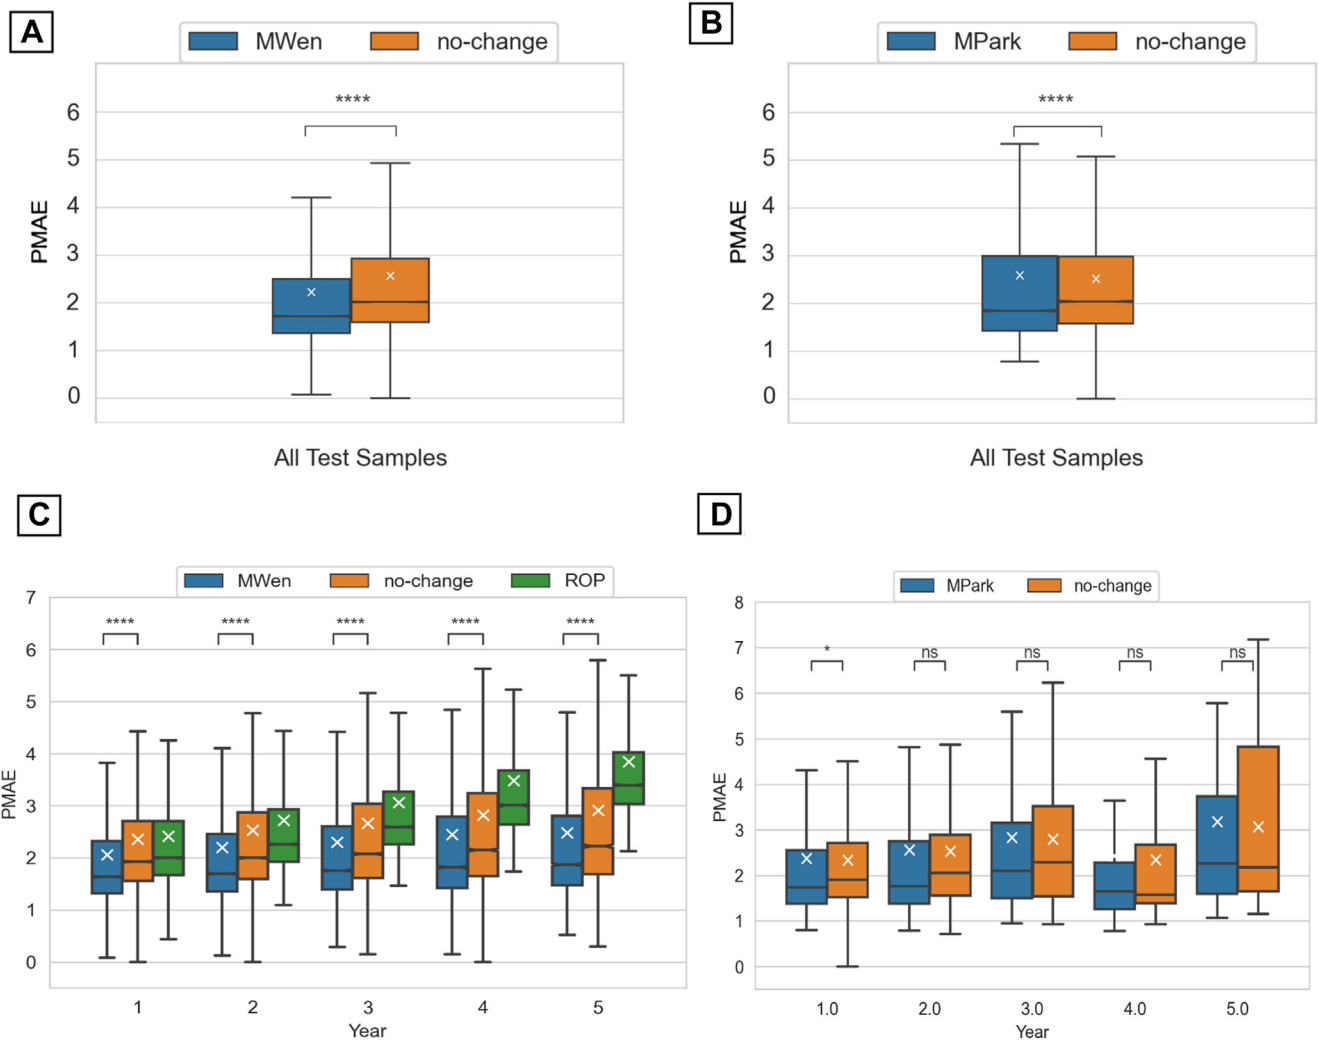 A
MWen no-change
****
6
5
4
3
2
1
0
PMAE
All Test Samples
B
MPark no-change
****
6
5
4
3
2
1
0
PMAE
All Test Samples
C
MWen no-change ROP
7
6
5
4
3
2
1
0
**** **** **** **** ****
PMAE
1 2 3 4 5
Year
D
MPark no-change
8
7
6
5
4
3
2
1
0
* ns ns ns ns
PMAE
1.0 2.0 3.0 4.0 5.0
Year